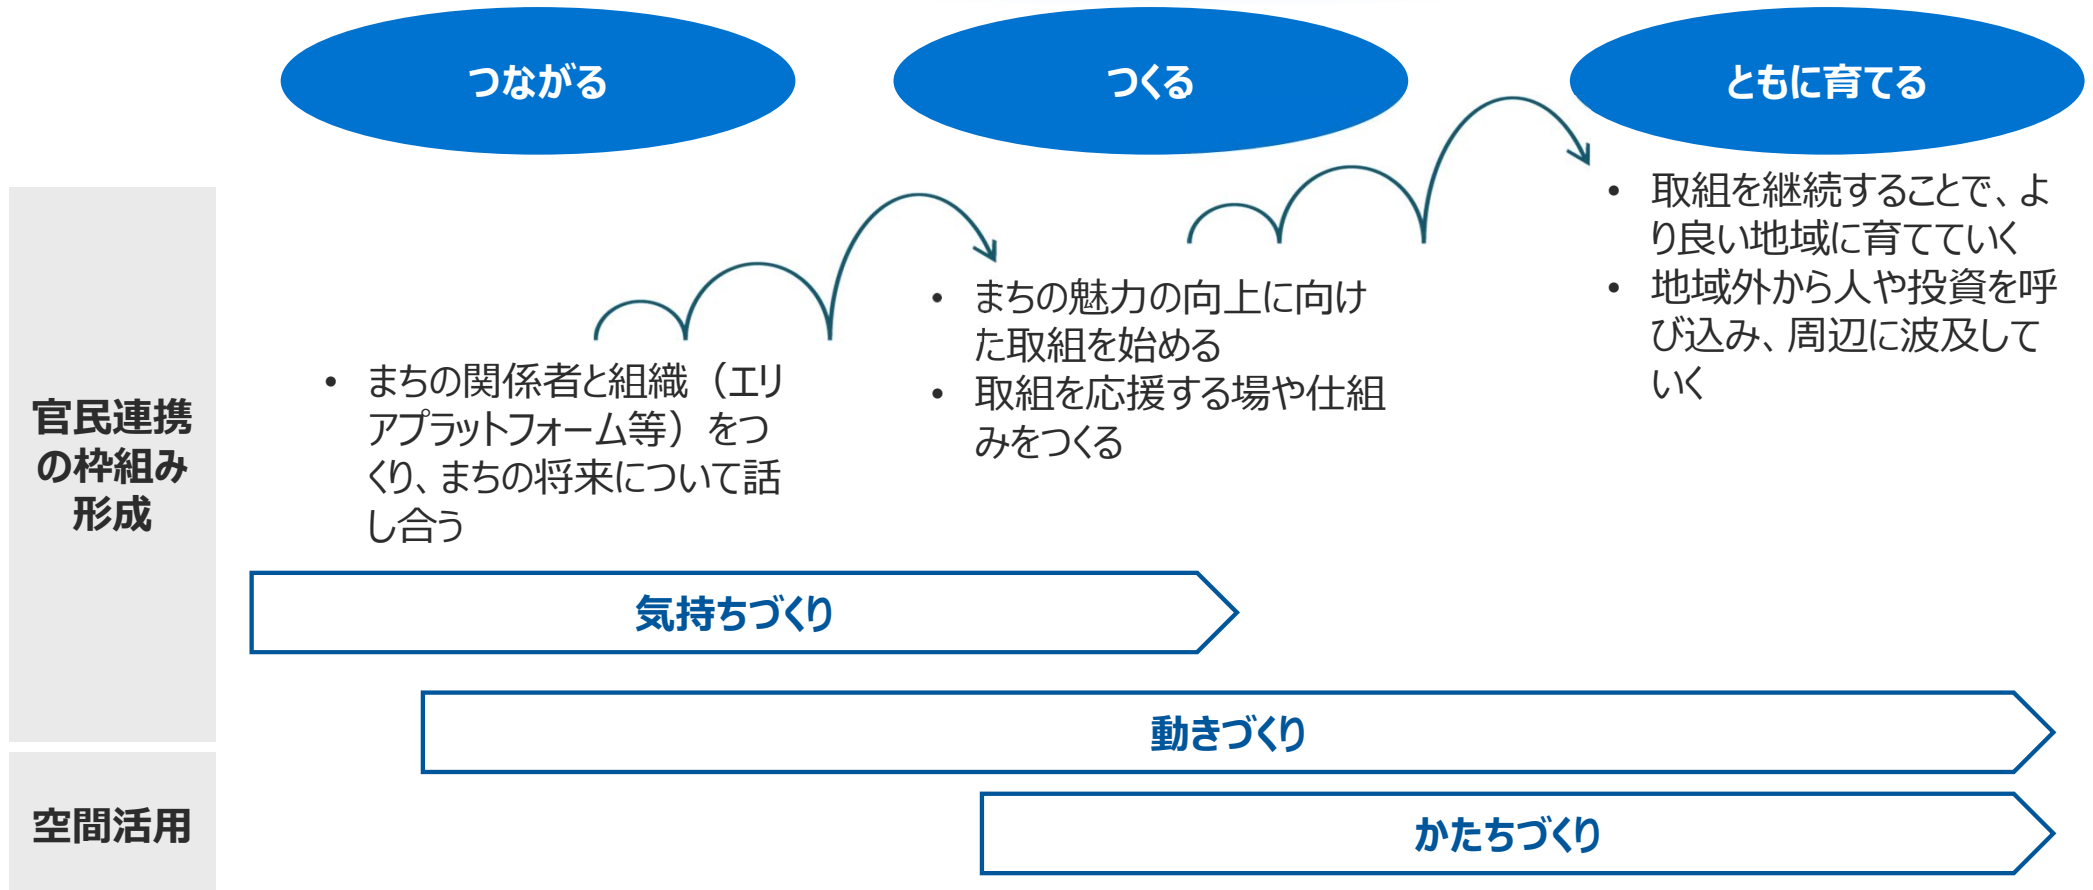 つながる
つくる
ともに育てる
官民連携
の枠組み
形成
• まちの関係者と組織（エリ
アプラットフォーム等）をつ
くり、まちの将来について話
し合う
• まちの魅力の向上に向け
た取組を始める
• 取組を応援する場や仕組
みをつくる
• 取組を継続することで、よ
り良い地域に育てていく
• 地域外から人や投資を呼
び込み、周辺に波及して
いく
気持ちづくり
動きづくり
空間活用
かたちづくり